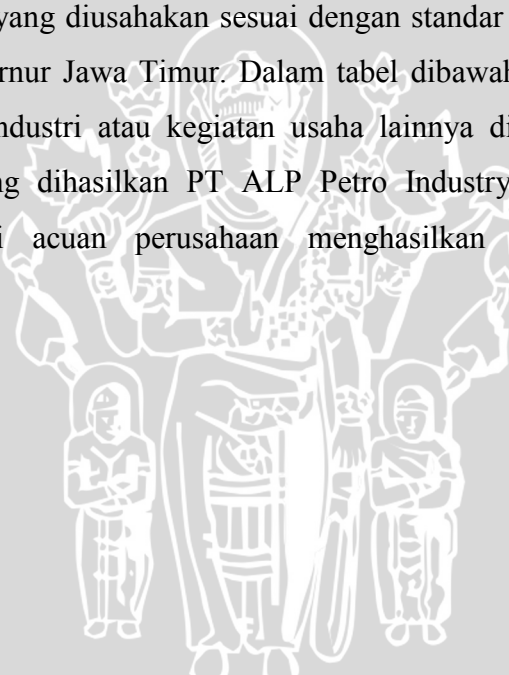 yang diusahakan sesuai dengan standar
rnur Jawa Timur. Dalam tabel dibawah
ndustri atau kegiatan usaha lainnya di
ng dihasilkan PT ALP Petro Industry
i acuan perusahaan menghasilkan